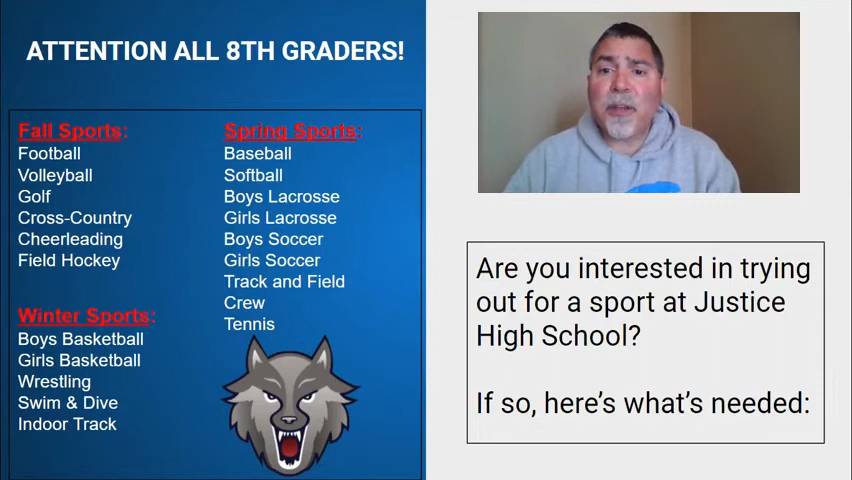 ATTENTION ALL 8TH GRADERS!
Fall Sports:
Football
Volleyball
Golf
Cross-Country
Cheerleading
Field Hockey
Winter Sports:
Boys Basketball
Girls Basketball
Wrestling
Swim & Dive
Indoor Track
Spring Sports:
Baseball
Softball
Boys Lacrosse
Girls Lacrosse
Boys Soccer
Girls Soccer
Track and Field
Crew
Tennis
Are you interested in trying
out for a sport at Justice
High School?
If so, here's what's needed: